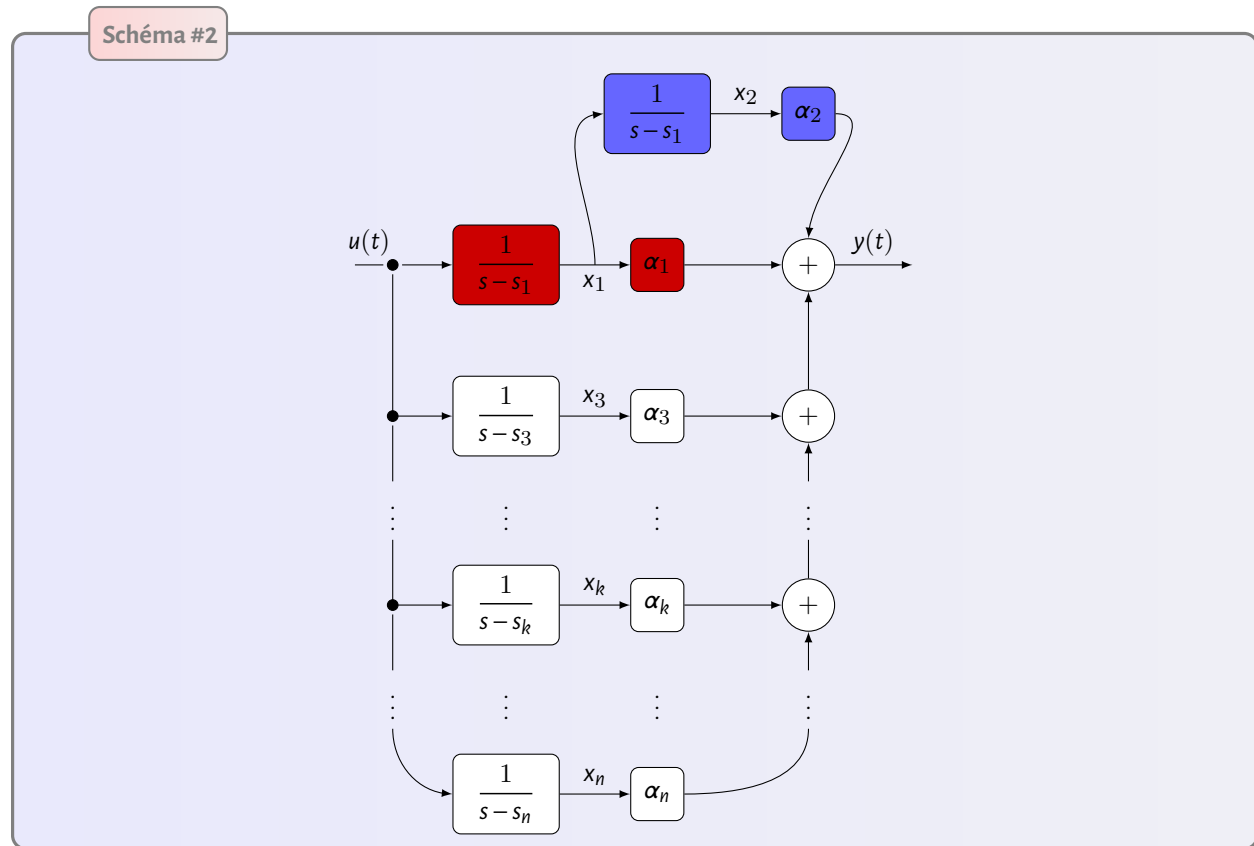 Schéma #2
1/(s − s₁) x₂ α₂
u(t) 1/(s − s₁) x₁ α₁ + y(t)
1/(s − s₃) x₃ α₃ +
⋮ ⋮ ⋮ ⋮
1/(s − sₖ) xₖ αₖ +
⋮ ⋮ ⋮ ⋮
1/(s − sₙ) xₙ αₙ